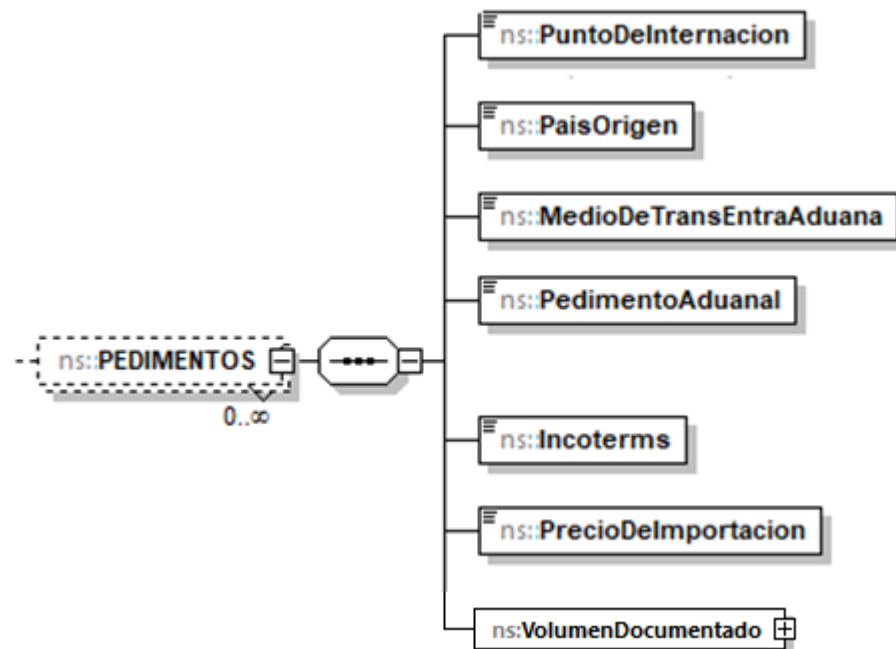 ns::PuntoDeInternacion
ns::PaisOrigen
ns::MedioDeTransEntraAduana
ns::PedimentoAduanal
ns::PEDIMENTOS
0..∞
ns::Incoterms
ns::PrecioDeImportacion
ns:VolumenDocumentado